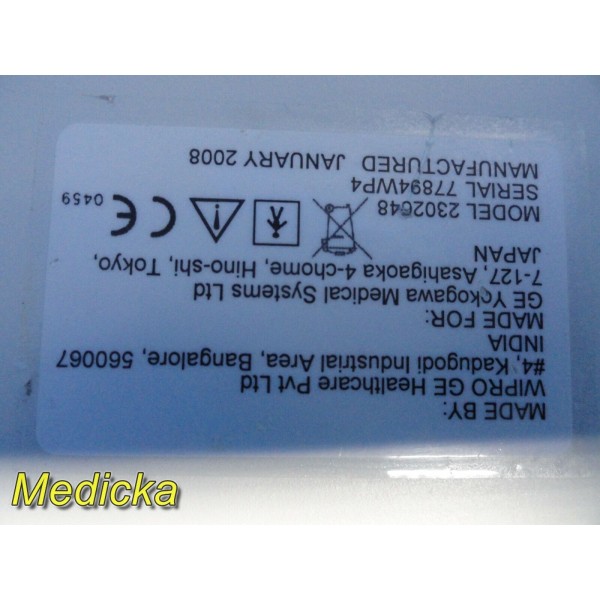 MADE BY:
WIPRO GE Healthcare Pvt Ltd
#4, Kadugodi Industrial Area, Bangalore, 560067
INDIA
MADE FOR:
GE Yokogawa Medical Systems Ltd
7-127, Asahigaoka 4-chome, Hino-shi, Tokyo,
JAPAN
MODEL 2302648
SERIAL 77894WP4
MANUFACTURED JANUARY 2008
CE 0459
Medicka